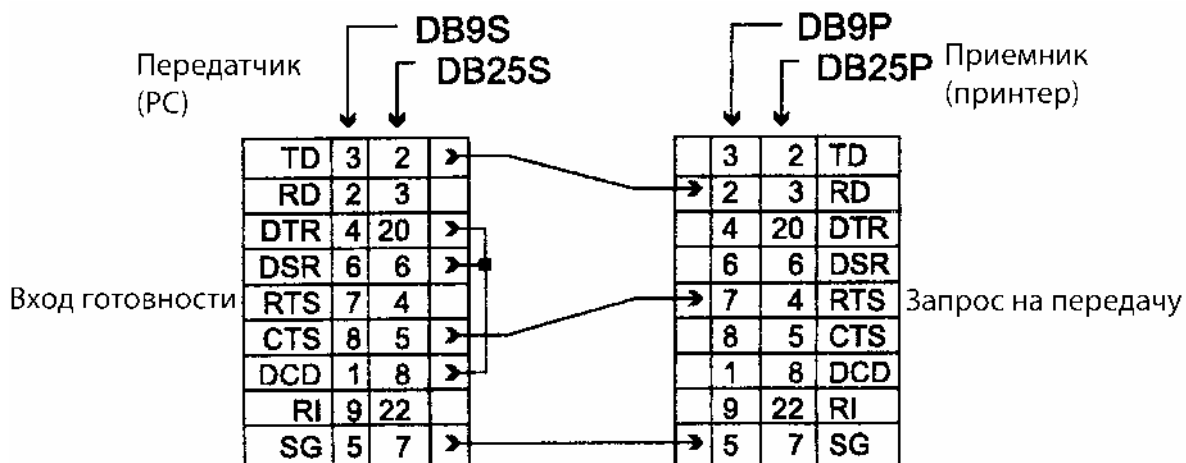 DB9S
DB25S
Передатчик
(PC)
DB9P
DB25P
Приемник
(принтер)
TD 3 2
RD 2 3
DTR 4 20
DSR 6 6
RTS 7 4
CTS 8 5
DCD 1 8
RI 9 22
SG 5 7
Вход готовности
3 2 TD
2 3 RD
4 20 DTR
6 6 DSR
7 4 RTS
8 5 CTS
1 8 DCD
9 22 RI
5 7 SG
Запрос на передачу